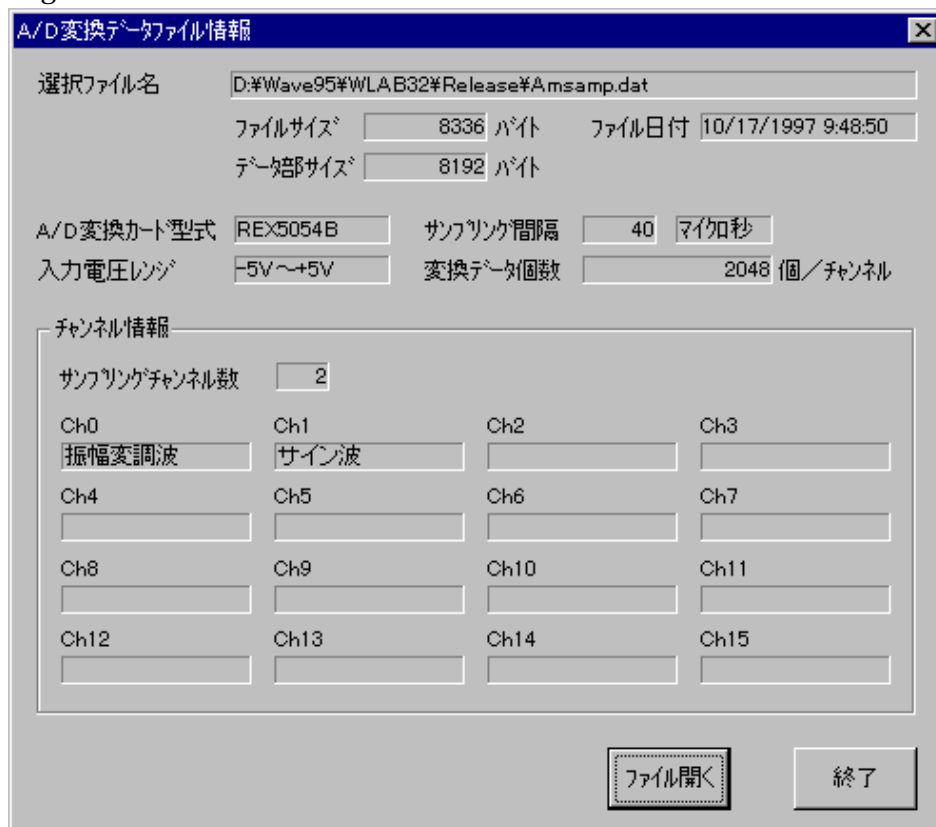 A/D変換ﾃﾞｰﾀﾌｧｲﾙ情報
選択ﾌｧｲﾙ名 D:¥Wave95¥WLAB32¥Release¥Amsamp.dat
ﾌｧｲﾙｻｲｽﾞ 8336 ﾊﾞｲﾄ ﾌｧｲﾙ日付 10/17/1997 9:48:50
ﾃﾞｰﾀ部ｻｲｽﾞ 8192 ﾊﾞｲﾄ
A/D変換ｶｰﾄﾞ型式 REX5054B ｻﾝﾌﾟﾘﾝｸﾞ間隔 40 ﾏｲｸﾛ秒
入力電圧ﾚﾝｼﾞ -5V～+5V 変換ﾃﾞｰﾀ個数 2048 個／ﾁｬﾝﾈﾙ
ﾁｬﾝﾈﾙ情報
ｻﾝﾌﾟﾘﾝｸﾞﾁｬﾝﾈﾙ数 2
Ch0 Ch1 Ch2 Ch3
振幅変調波 サイン波
Ch4 Ch5 Ch6 Ch7
Ch8 Ch9 Ch10 Ch11
Ch12 Ch13 Ch14 Ch15
ﾌｧｲﾙ開く 終了